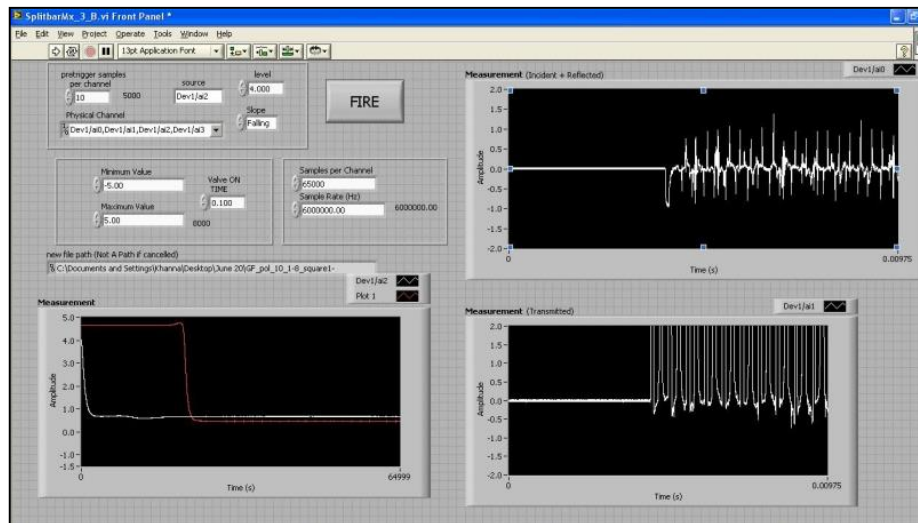 SplitbarMx_3_B.vi Front Panel *
File Edit View Project Operate Tools Window Help
13pt Application Font
pretrigger samples
per channel
10
5000
source
Dev1/ai2
level
4.000
Physical Channel
Dev1/ai0,Dev1/ai1,Dev1/ai2,Dev1/ai3
Slope
Falling
FIRE
Minimum Value
-5.00
Maximum Value
5.00
Valve ON
TIME
0.100
0000
Samples per Channel
65000
Sample Rate (Hz)
6000000.00
6000000.00
new file path (Not A Path if cancelled)
C:\Documents and Settings\Khanna\Desktop\June 20\GF_pol_10_1-8_square1-
Dev1/ai2
Plot 1
Measurement
Amplitude
5.0
4.0
3.0
2.0
1.0
0.0
-1.0
-1.5
0
64999
Time (s)
Dev1/ai0
Measurement (Incident + Reflected)
Amplitude
2.0
1.5
1.0
0.5
0.0
-0.5
-1.0
-1.5
-2.0
0
0.00975
Time (s)
Dev1/ai1
Measurement (Transmitted)
Amplitude
2.0
1.5
1.0
0.5
0.0
-0.5
-1.0
-1.5
-2.0
0
0.00975
Time (s)